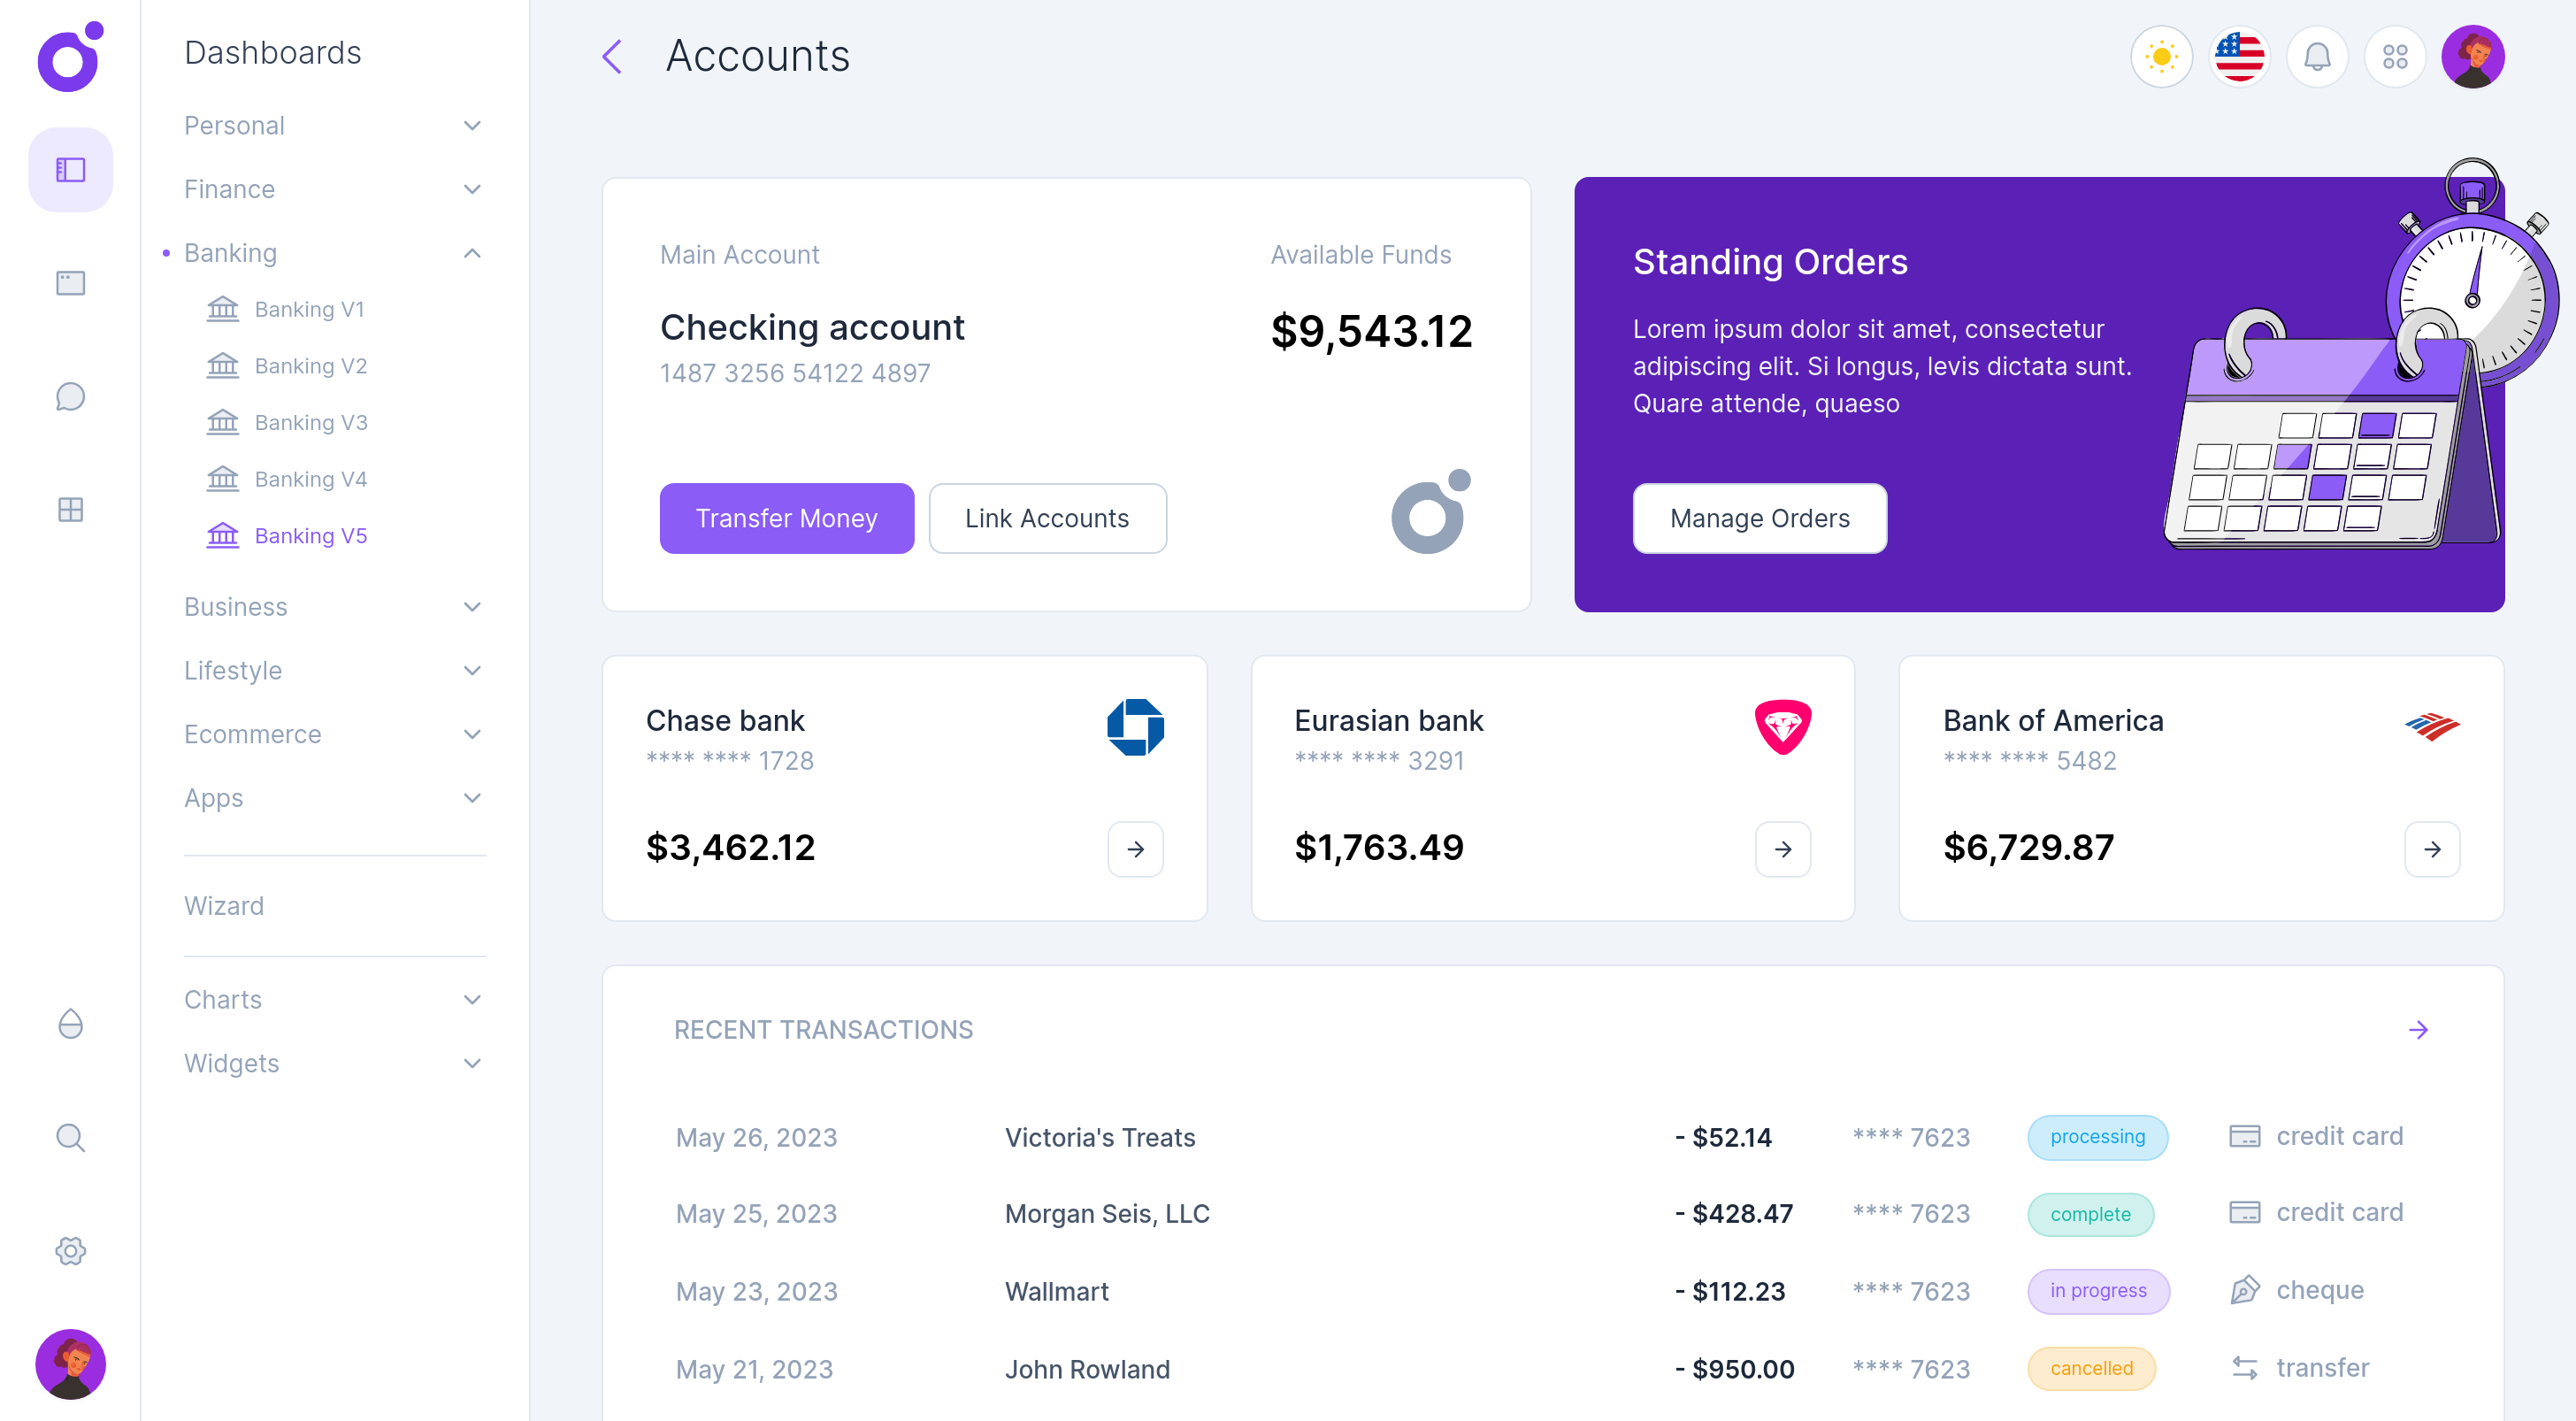 Dashboards
Personal
Finance
Banking
Banking V1
Banking V2
Banking V3
Banking V4
Banking V5
Business
Lifestyle
Ecommerce
Apps
Wizard
Charts
Widgets
Accounts
Main Account
Available Funds
Checking account
$9,543.12
1487 3256 54122 4897
Transfer Money
Link Accounts
Standing Orders
Lorem ipsum dolor sit amet, consectetur
adipiscing elit. Si longus, levis dictata sunt.
Quare attende, quaeso
Manage Orders
Chase bank
**** **** 1728
$3,462.12
Eurasian bank
**** **** 3291
$1,763.49
Bank of America
**** **** 5482
$6,729.87
RECENT TRANSACTIONS
May 26, 2023 Victoria's Treats - $52.14 **** 7623 processing credit card
May 25, 2023 Morgan Seis, LLC - $428.47 **** 7623 complete credit card
May 23, 2023 Wallmart - $112.23 **** 7623 in progress cheque
May 21, 2023 John Rowland - $950.00 **** 7623 cancelled transfer